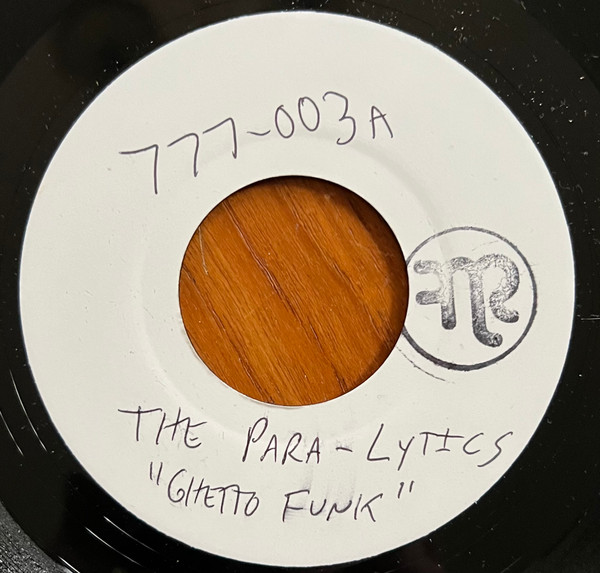 777-003A
THE PARA-LYTICS
"GHETTO FUNK"